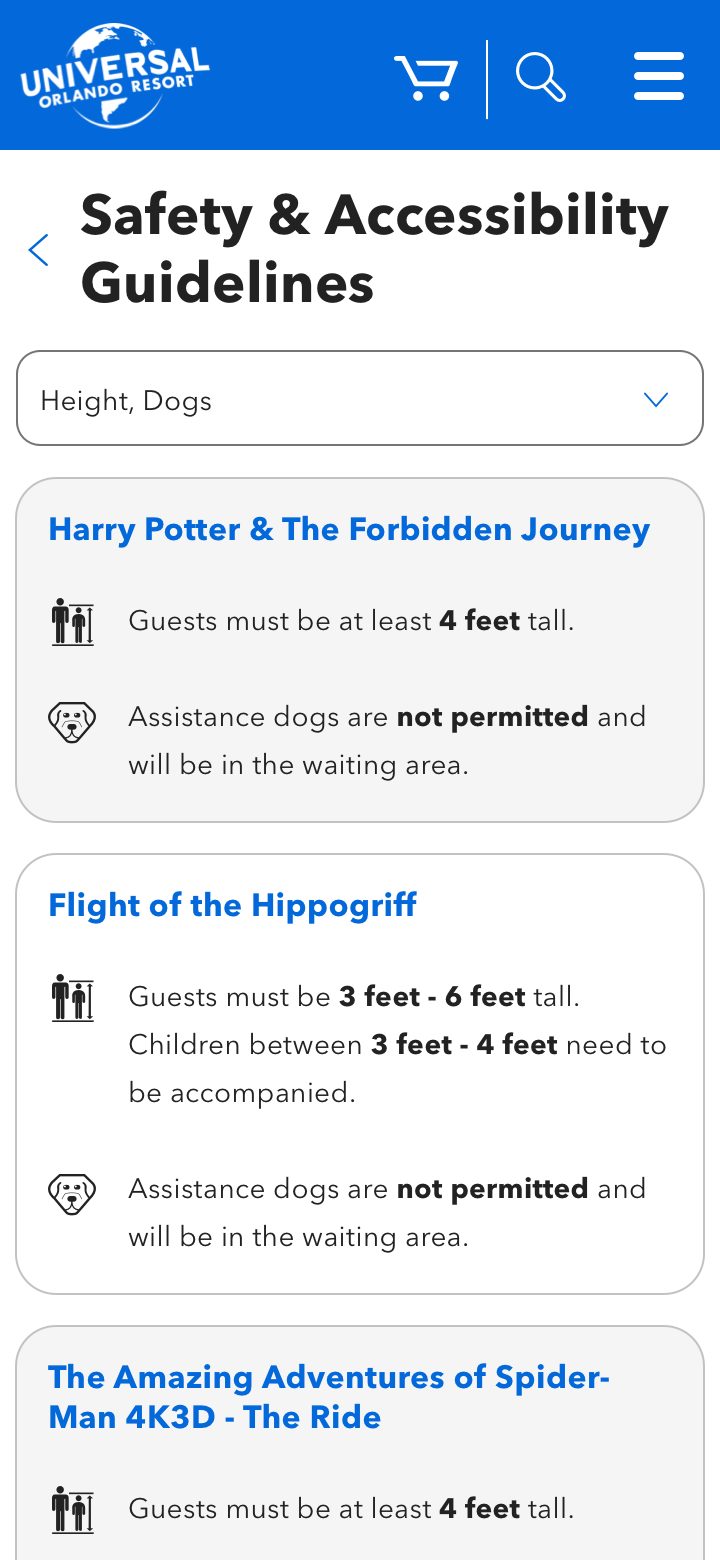 UNIVERSAL
ORLANDO RESORT
Safety & Accessibility
Guidelines
Height, Dogs
Harry Potter & The Forbidden Journey
Guests must be at least 4 feet tall.
Assistance dogs are not permitted and
will be in the waiting area.
Flight of the Hippogriff
Guests must be 3 feet - 6 feet tall.
Children between 3 feet - 4 feet need to
be accompanied.
Assistance dogs are not permitted and
will be in the waiting area.
The Amazing Adventures of Spider-
Man 4K3D - The Ride
Guests must be at least 4 feet tall.